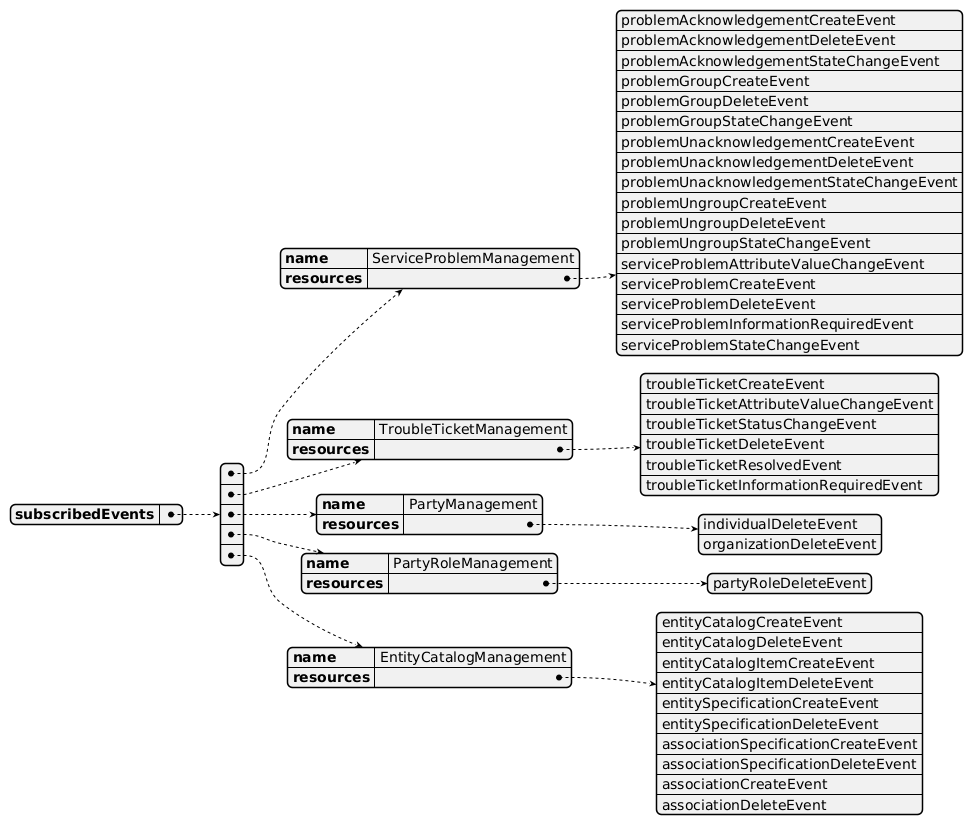 subscribedEvents
name ServiceProblemManagement
resources
problemAcknowledgementCreateEvent
problemAcknowledgementDeleteEvent
problemAcknowledgementStateChangeEvent
problemGroupCreateEvent
problemGroupDeleteEvent
problemGroupStateChangeEvent
problemUnacknowledgementCreateEvent
problemUnacknowledgementDeleteEvent
problemUnacknowledgementStateChangeEvent
problemUngroupCreateEvent
problemUngroupDeleteEvent
problemUngroupStateChangeEvent
serviceProblemAttributeValueChangeEvent
serviceProblemCreateEvent
serviceProblemDeleteEvent
serviceProblemInformationRequiredEvent
serviceProblemStateChangeEvent
name TroubleTicketManagement
resources
troubleTicketCreateEvent
troubleTicketAttributeValueChangeEvent
troubleTicketStatusChangeEvent
troubleTicketDeleteEvent
troubleTicketResolvedEvent
troubleTicketInformationRequiredEvent
name PartyManagement
resources
individualDeleteEvent
organizationDeleteEvent
name PartyRoleManagement
resources
partyRoleDeleteEvent
name EntityCatalogManagement
resources
entityCatalogCreateEvent
entityCatalogDeleteEvent
entityCatalogItemCreateEvent
entityCatalogItemDeleteEvent
entitySpecificationCreateEvent
entitySpecificationDeleteEvent
associationSpecificationCreateEvent
associationSpecificationDeleteEvent
associationCreateEvent
associationDeleteEvent